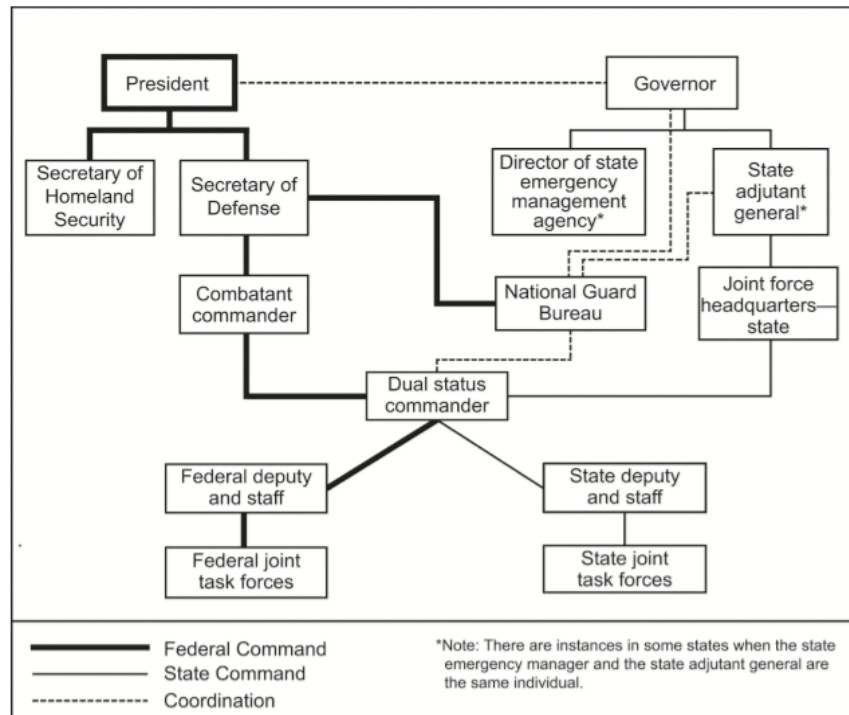 President
Governor
Secretary of
Homeland
Security
Secretary of
Defense
Director of state
emergency
management
agency*
State
adjutant
general*
Combatant
commander
National Guard
Bureau
Joint force
headquarters—
state
Dual status
commander
Federal deputy
and staff
State deputy
and staff
Federal joint
task forces
State joint
task forces
Federal Command
State Command
Coordination
*Note: There are instances in some states when the state
emergency manager and the state adjutant general are
the same individual.